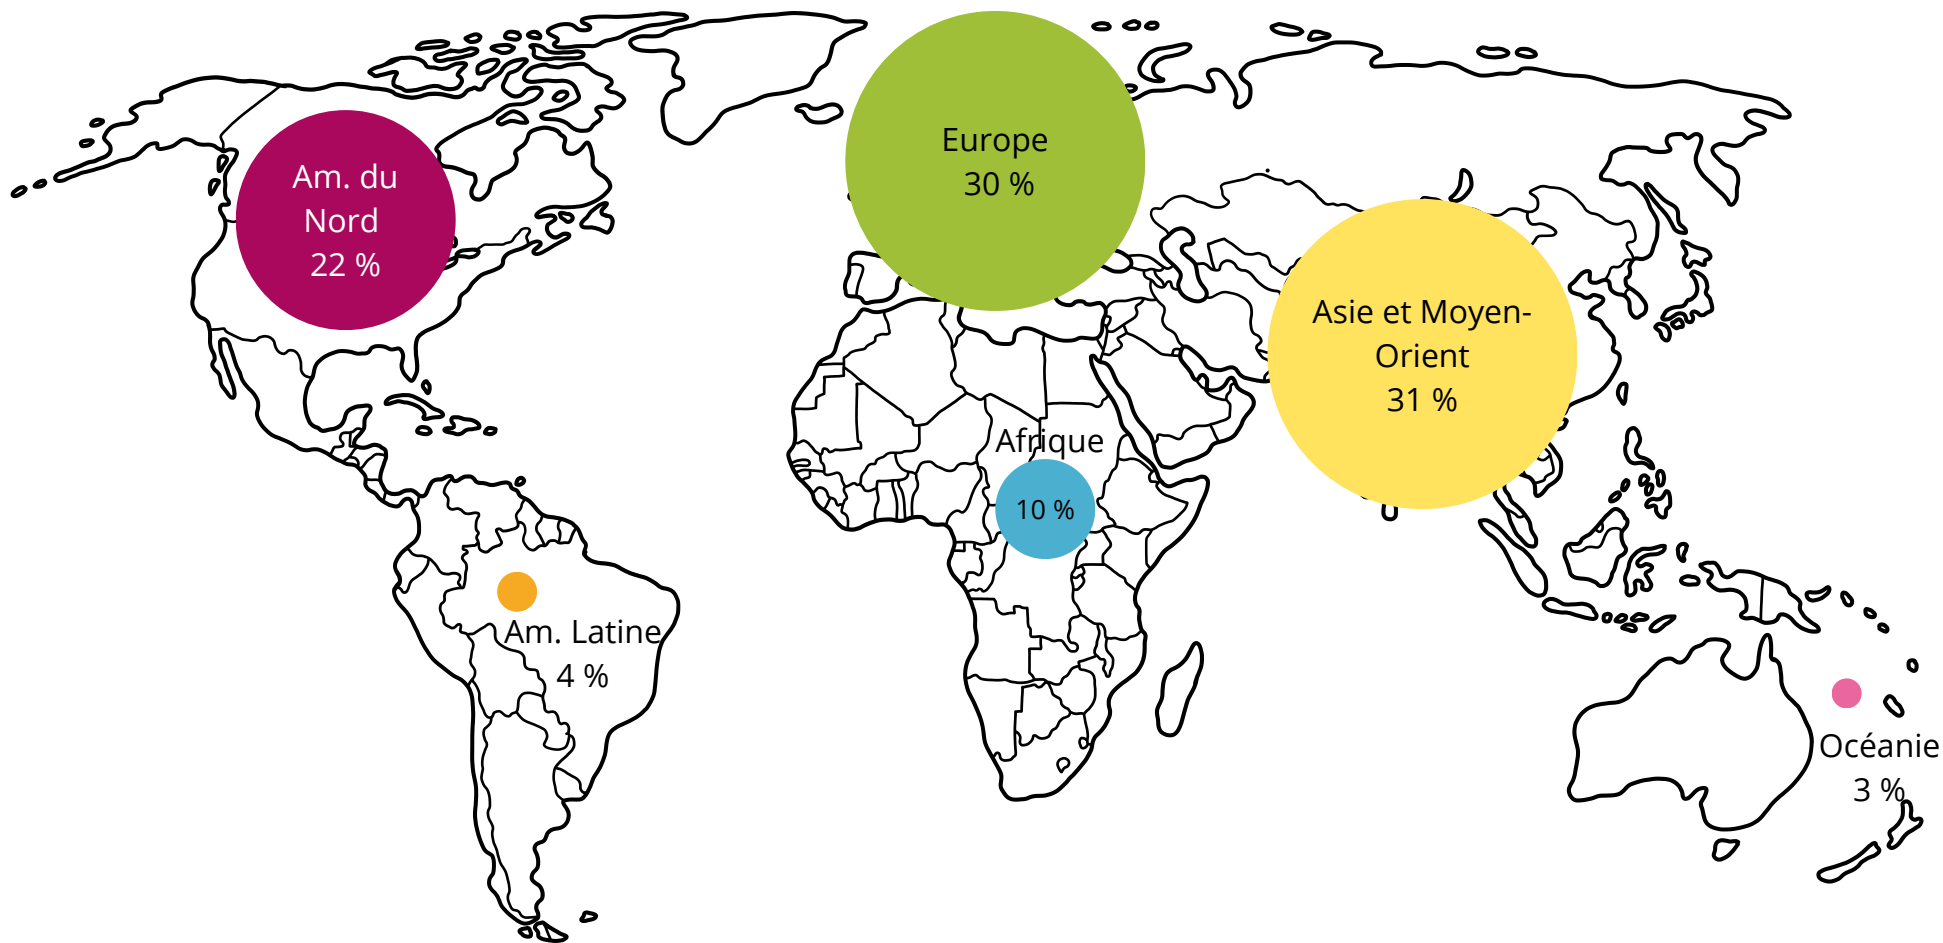 Am. du
Nord
22 %
Europe
30 %
Asie et Moyen-
Orient
31 %
Afrique
10 %
Am. Latine
4 %
Océanie
3 %